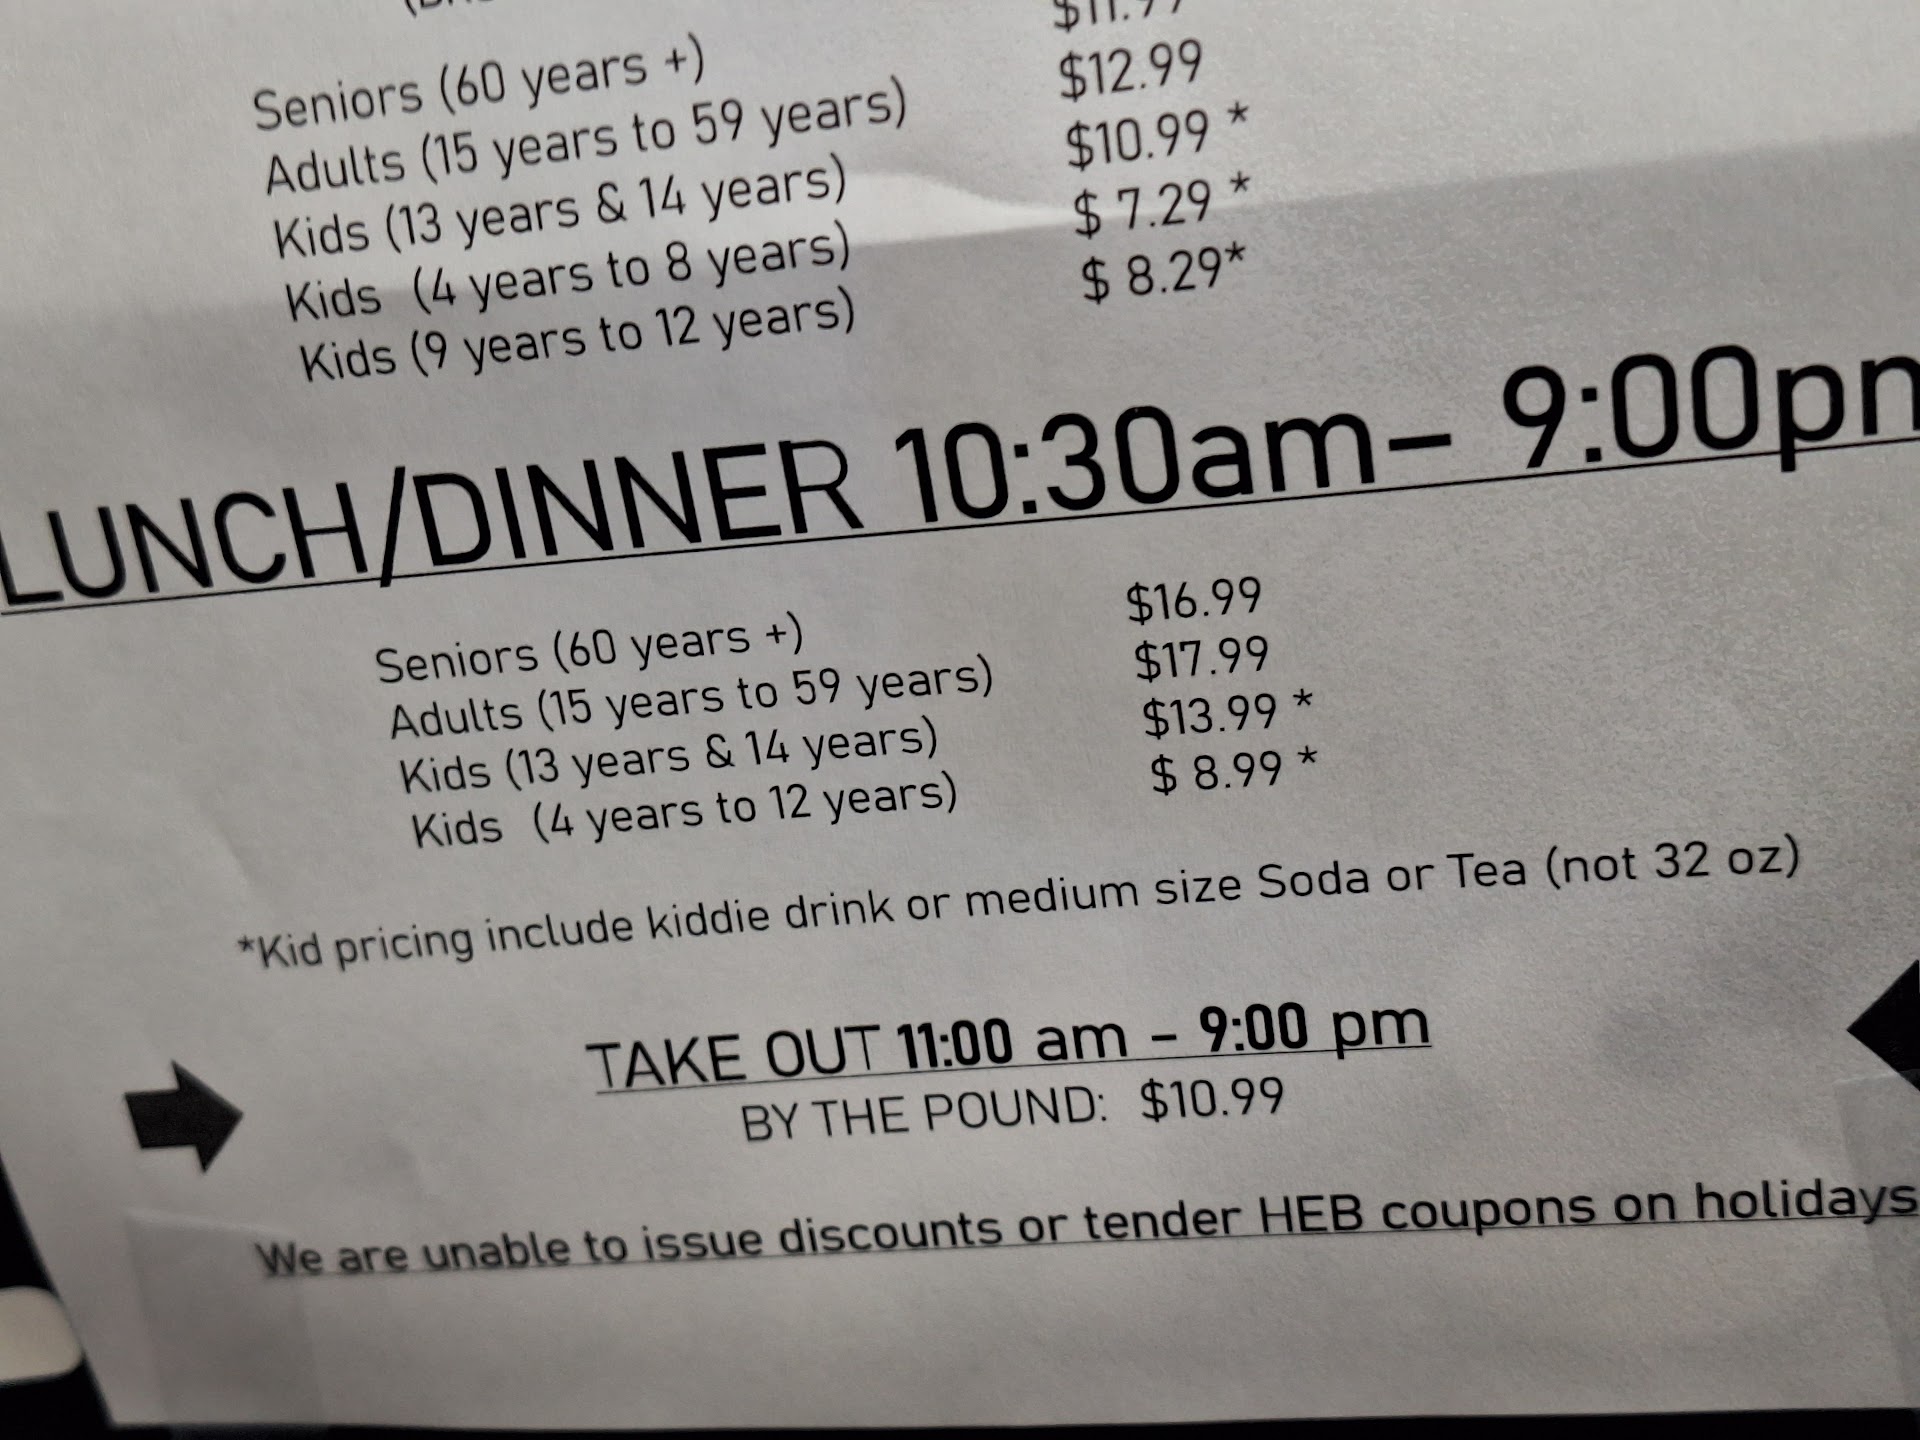 $11.99
Seniors (60 years +) $12.99
Adults (15 years to 59 years) $10.99 *
Kids (13 years & 14 years) $ 7.29 *
Kids (4 years to 8 years) $ 8.29*
Kids (9 years to 12 years)
LUNCH/DINNER 10:30am– 9:00pm
Seniors (60 years +) $16.99
Adults (15 years to 59 years) $17.99
Kids (13 years & 14 years) $13.99 *
Kids (4 years to 12 years) $ 8.99 *
*Kid pricing include kiddie drink or medium size Soda or Tea (not 32 oz)
TAKE OUT 11:00 am – 9:00 pm
BY THE POUND: $10.99
We are unable to issue discounts or tender HEB coupons on holidays